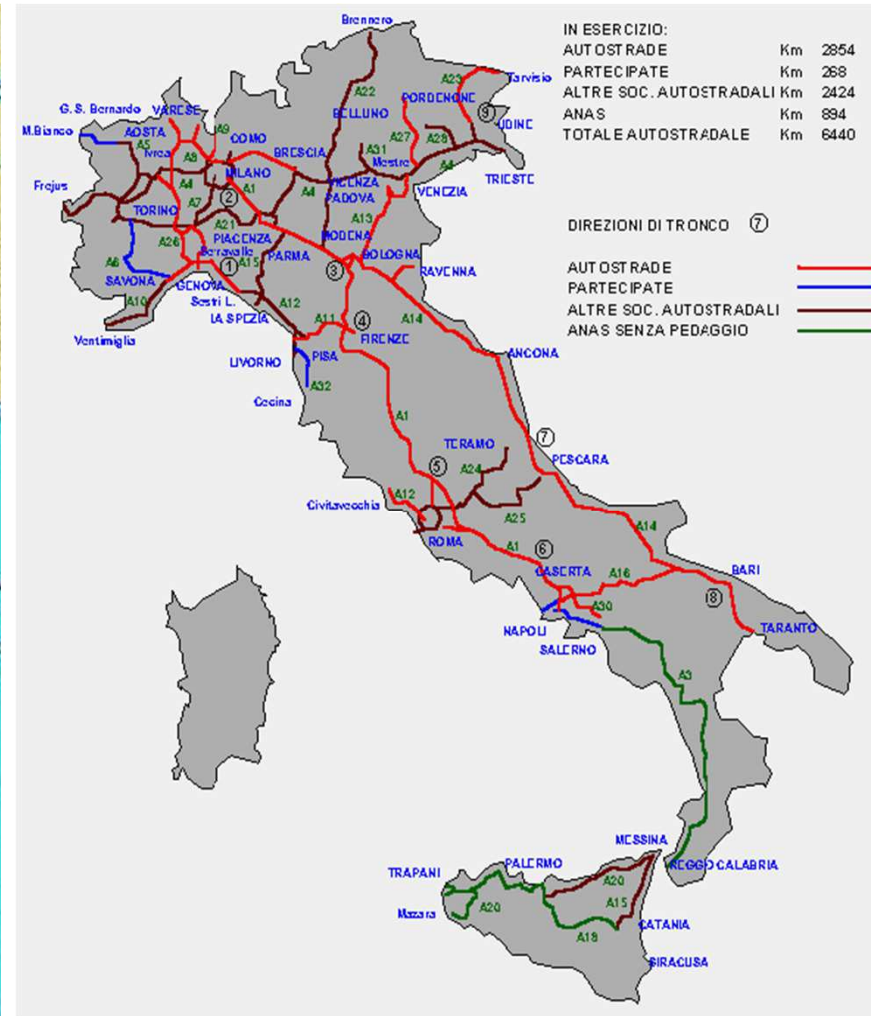 Brennero
IN ESERCIZIO:
AUTOSTRADE Km 2854
PARTECIPATE Km 268
ALTRE SOC. AUTOSTRADALI Km 2424
ANAS Km 894
TOTALE AUTOSTRADALE Km 6440
A23
Tarvisio
A22
PORDENONE
G.S. Bernardo
VARESE
BELLUNO
9
UDINE
M.Bianco
AOSTA
A9
COMO
A31
A27
A28
A5
Ivrea
A8
BRESCIA
Mestre
A4
TRIESTE
Frejus
A4
MILANO
A1
A4
VICENZA
PADOVA
VENEZIA
A7
2
TORINO
A21
A13
DIREZIONI DI TRONCO 7
PIACENZA
MODENA
A26
Serravalle
PARMA
BOLOGNA
A6
1
A15
3
RAVENNA
AUTOSTRADE
SAVONA
GENOVA
PARTECIPATE
A10
Sestri L.
A12
ALTRE SOC. AUTOSTRADALI
LA SPEZIA
A11
4
A14
ANAS SENZA PEDAGGIO
Ventimiglia
FIRENZE
ANCONA
LIVORNO
PISA
A32
Cecina
A1
7
TERAMO
PESCARA
5
A24
A12
Civitavecchia
A25
A14
ROMA
A1
6
CASERTA
A16
BARI
8
A30
NAPOLI
TARANTO
SALERNO
A3
MESSINA
PALERMO
REGGO CALABRIA
TRAPANI
A20
A20
A15
Mazara
CATANIA
A18
SIRACUSA